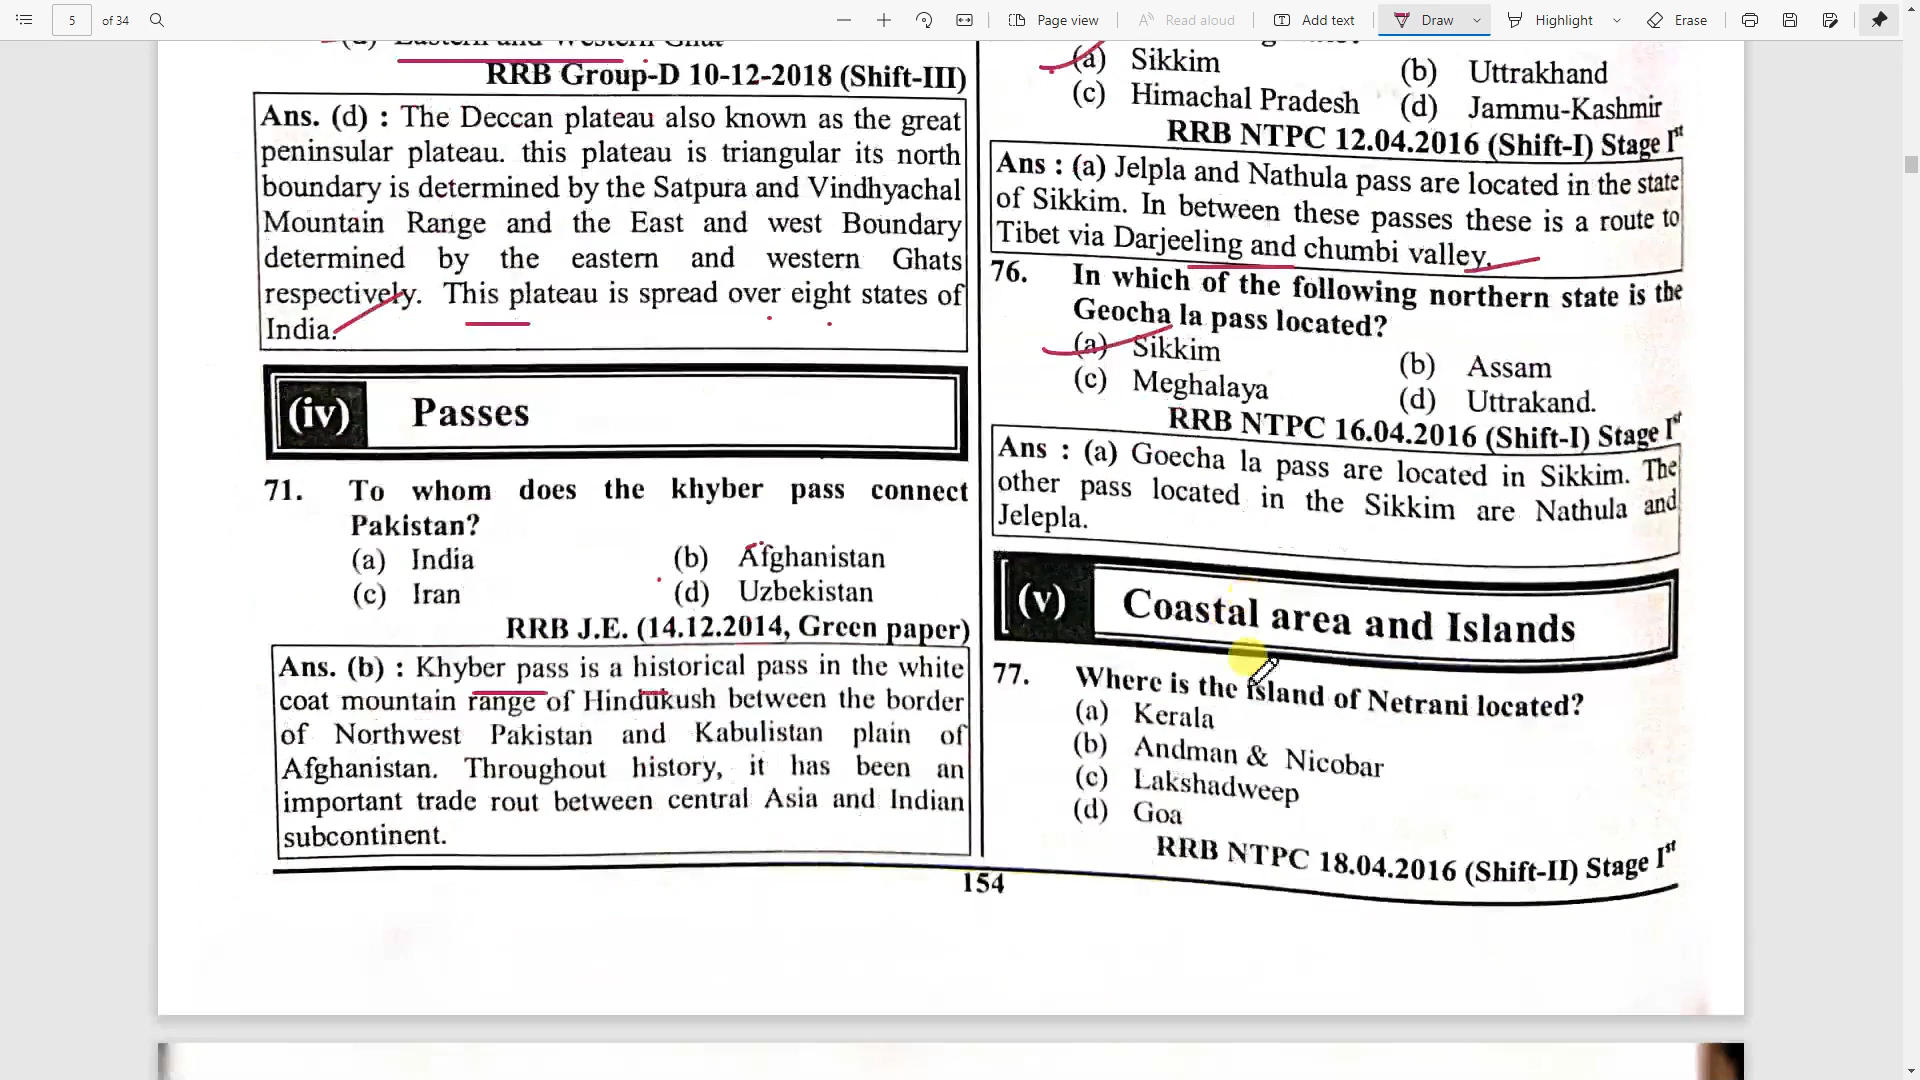 5 of 34
Page view
Read aloud
Add text
Draw
Highlight
Erase
(d) Eastern and Western Ghat
RRB Group-D 10-12-2018 (Shift-III)
Ans. (d) : The Deccan plateau also known as the great
peninsular plateau. this plateau is triangular its north
boundary is determined by the Satpura and Vindhyachal
Mountain Range and the East and west Boundary
determined by the eastern and western Ghats
respectively. This plateau is spread over eight states of
India.
(iv) Passes
71. To whom does the khyber pass connect
Pakistan?
(a) India (b) Afghanistan
(c) Iran (d) Uzbekistan
RRB J.E. (14.12.2014, Green paper)
Ans. (b) : Khyber pass is a historical pass in the white
coat mountain range of Hindukush between the border
of Northwest Pakistan and Kabulistan plain of
Afghanistan. Throughout history, it has been an
important trade rout between central Asia and Indian
subcontinent.
(a) Sikkim (b) Uttrakhand
(c) Himachal Pradesh (d) Jammu-Kashmir
RRB NTPC 12.04.2016 (Shift-I) Stage Ist
Ans : (a) Jelpla and Nathula pass are located in the state
of Sikkim. In between these passes these is a route to
Tibet via Darjeeling and chumbi valley.
76. In which of the following northern state is the
Geocha la pass located?
(a) Sikkim (b) Assam
(c) Meghalaya (d) Uttrakand.
RRB NTPC 16.04.2016 (Shift-I) Stage Ist
Ans : (a) Goecha la pass are located in Sikkim. The
other pass located in the Sikkim are Nathula and
Jelepla.
(v) Coastal area and Islands
77. Where is the island of Netrani located?
(a) Kerala
(b) Andman & Nicobar
(c) Lakshadweep
(d) Goa
RRB NTPC 18.04.2016 (Shift-II) Stage Ist
154